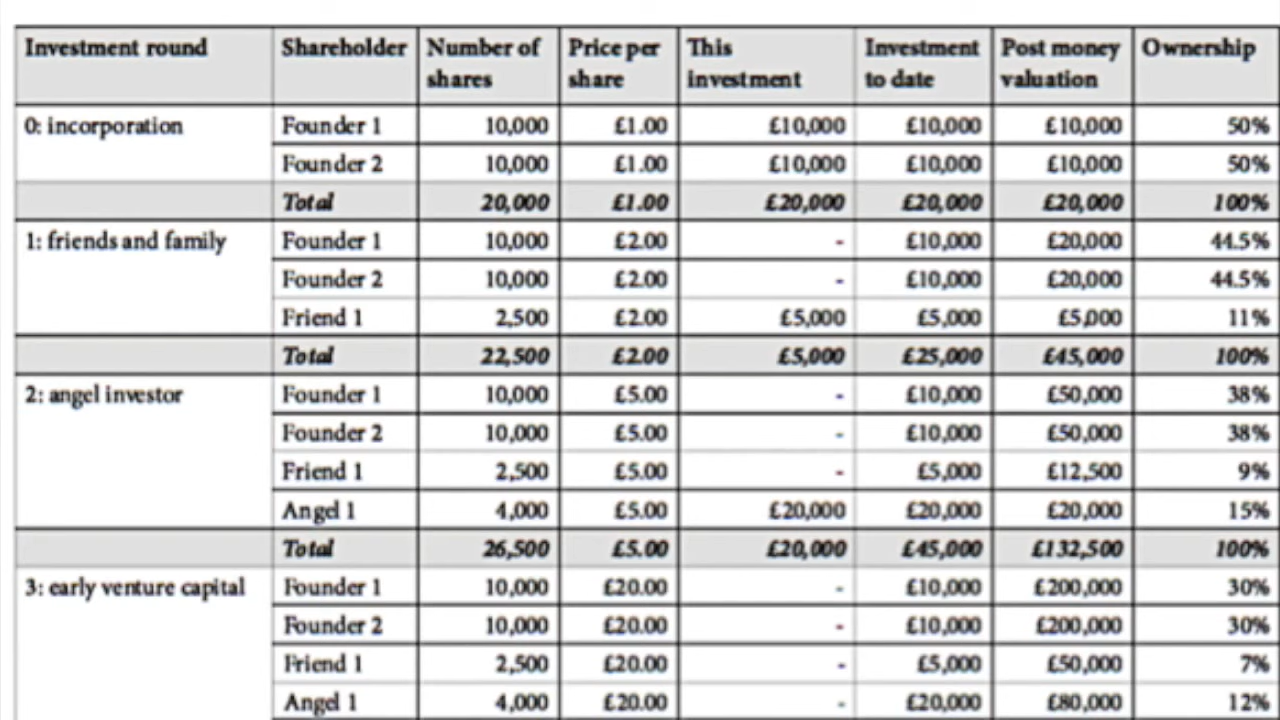 Investment round Shareholder Number of shares Price per share This investment Investment to date Post money valuation Ownership
0: incorporation Founder 1 10,000 £1.00 £10,000 £10,000 £10,000 50%
Founder 2 10,000 £1.00 £10,000 £10,000 £10,000 50%
Total 20,000 £1.00 £20,000 £20,000 £20,000 100%
1: friends and family Founder 1 10,000 £2.00 - £10,000 £20,000 44.5%
Founder 2 10,000 £2.00 - £10,000 £20,000 44.5%
Friend 1 2,500 £2.00 £5,000 £5,000 £5,000 11%
Total 22,500 £2.00 £5,000 £25,000 £45,000 100%
2: angel investor Founder 1 10,000 £5.00 - £10,000 £50,000 38%
Founder 2 10,000 £5.00 - £10,000 £50,000 38%
Friend 1 2,500 £5.00 - £5,000 £12,500 9%
Angel 1 4,000 £5.00 £20,000 £20,000 £20,000 15%
Total 26,500 £5.00 £20,000 £45,000 £132,500 100%
3: early venture capital Founder 1 10,000 £20.00 - £10,000 £200,000 30%
Founder 2 10,000 £20.00 - £10,000 £200,000 30%
Friend 1 2,500 £20.00 - £5,000 £50,000 7%
Angel 1 4,000 £20.00 - £20,000 £80,000 12%